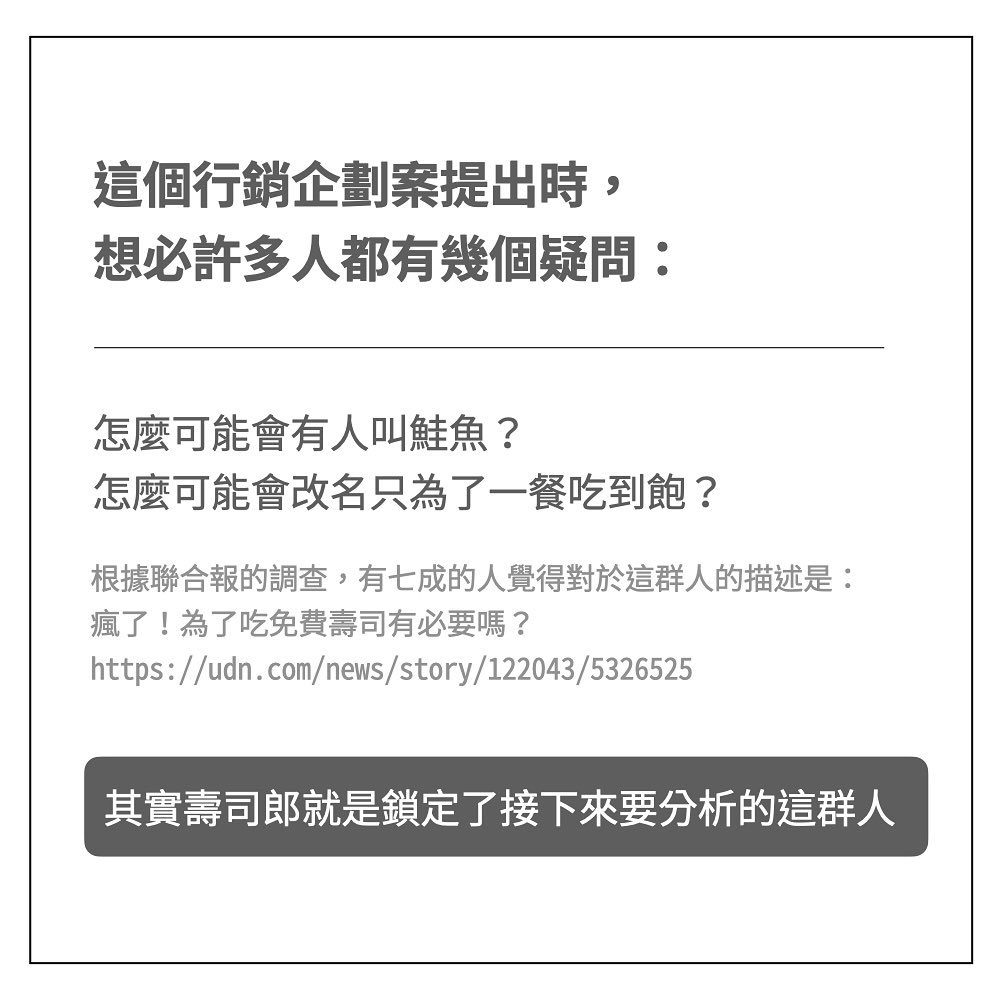 這個行銷企劃案提出時，
想必許多人都有幾個疑問：
怎麼可能會有人叫鮭魚？
怎麼可能會改名只為了一餐吃到飽？
根據聯合報的調查，有七成的人覺得對於這群人的描述是：
瘋了！為了吃免費壽司有必要嗎？
https://udn.com/news/story/122043/5326525
其實壽司郎就是鎖定了接下來要分析的這群人